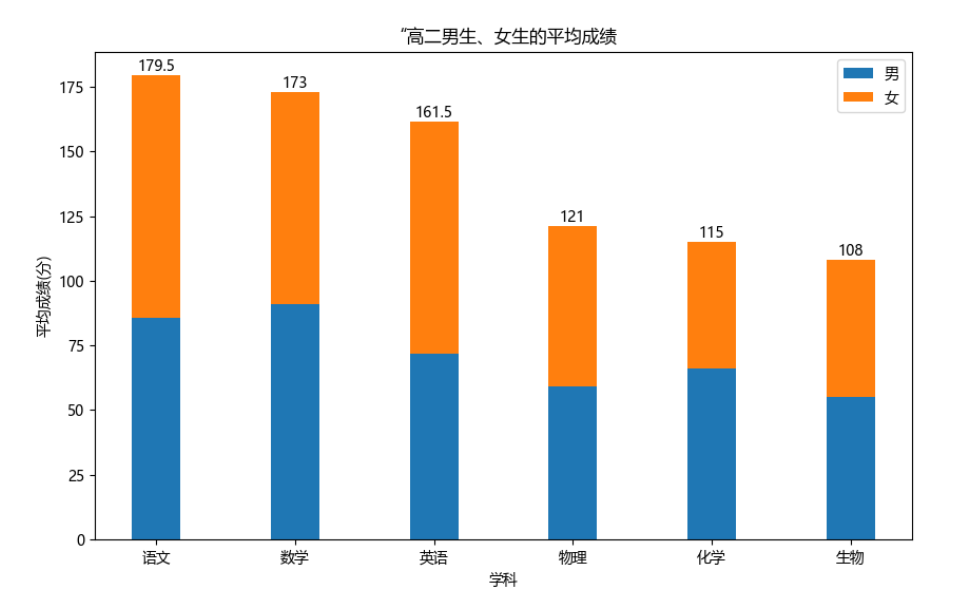 “高二男生、女生的平均成绩
179.5
173
161.5
121
115
108
男
女
175
150
125
100
75
50
25
0
平均成绩(分)
语文
数学
英语
物理
化学
生物
学科